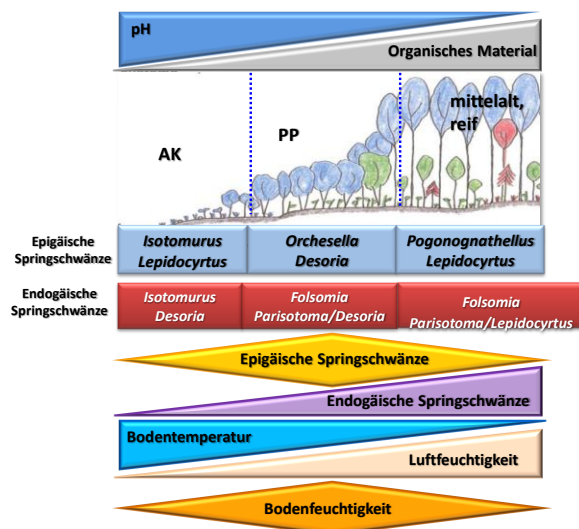 pH
Organisches Material
AK
PP
mittelalt,
reif
Epigäische
Springschwänze
Isotomurus
Lepidocyrtus
Orchesella
Desoria
Pogonognathellus
Lepidocyrtus
Endogäische
Springschwänze
Isotomurus
Desoria
Folsomia
Parisotoma/Desoria
Folsomia
Parisotoma/Lepidocyrtus
Epigäische Springschwänze
Endogäische Springschwänze
Bodentemperatur
Luftfeuchtigkeit
Bodenfeuchtigkeit